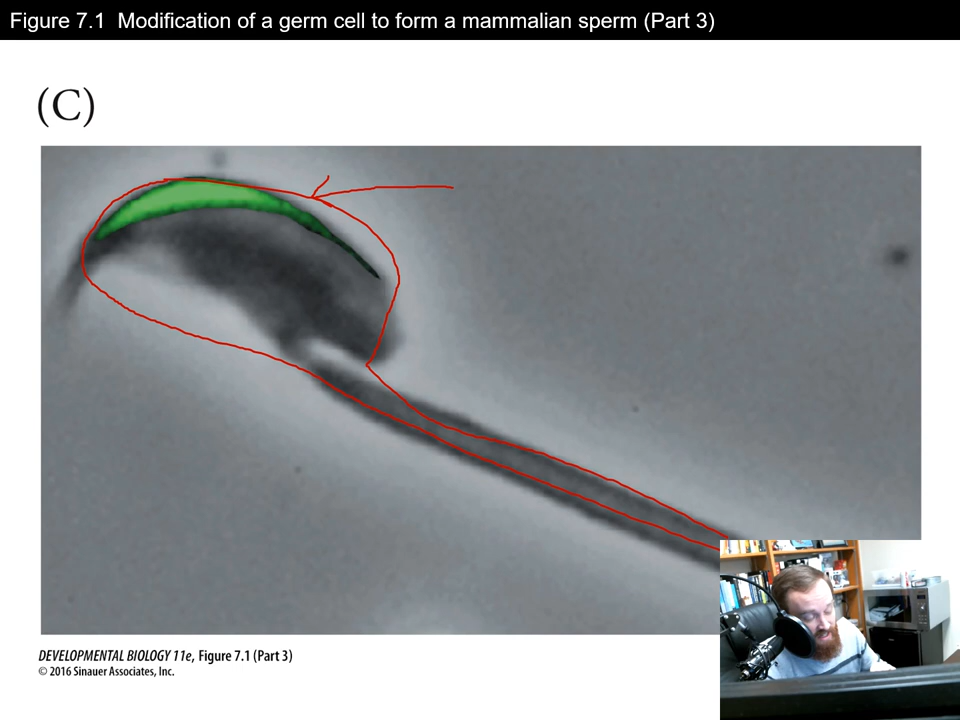 Figure 7.1 Modification of a germ cell to form a mammalian sperm (Part 3)
(C)
DEVELOPMENTAL BIOLOGY 11e, Figure 7.1 (Part 3)
© 2016 Sinauer Associates, Inc.